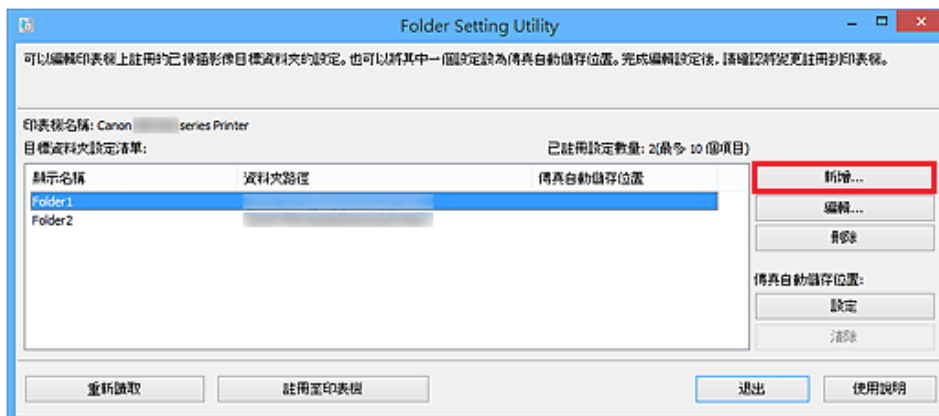 Folder Setting Utility
可以編輯印表機上註冊的已掃描影像目標資料夾的設定。也可以將其中一個設定設為傳真自動儲存位置。完成編輯設定後，請確認將變更註冊到印表機。
印表機名稱: Canon series Printer
目標資料夾設定清單: 已註冊設定數量: 2(最多 10 個項目)
顯示名稱 資料夾路徑 傳真自動儲存位置
Folder1
Folder2
新增...
編輯...
刪除
傳真自動儲存位置:
設定
清除
重新讀取 註冊至印表機 退出 使用說明